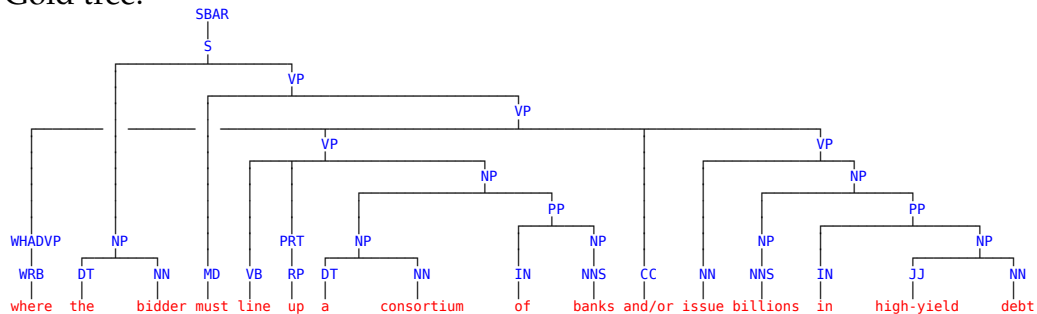 Gold tree:
SBAR
S
VP
VP
VP VP
NP NP
PP PP
WHADVP NP PRT NP NP NP NP
WRB DT NN MD VB RP DT NN IN NNS CC NN NNS IN JJ NN
where the bidder must line up a consortium of banks and/or issue billions in high-yield debt